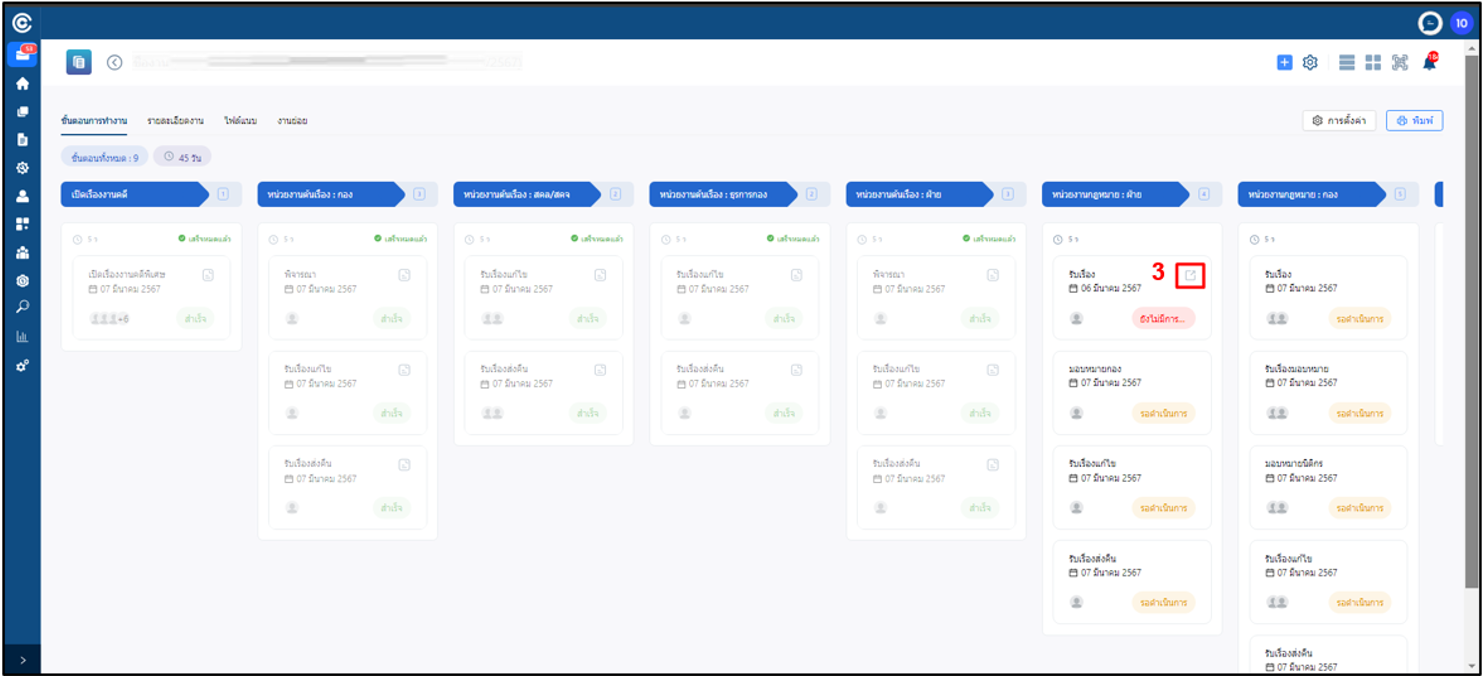 53
10
184
ขั้นตอนการทำงาน รายละเอียดงาน ไฟล์แนบ งานย่อย
การตั้งค่า พิมพ์
ขั้นตอนทั้งหมด : 9 45 วัน
เปิดเรื่องงานคดี 1
หน่วยงานต้นเรื่อง : กอง 3
หน่วยงานต้นเรื่อง : สคล/สคจ 2
หน่วยงานต้นเรื่อง : ธุรการกอง 2
หน่วยงานต้นเรื่อง : ฝ่าย 3
หน่วยงานกฎหมาย : ฝ่าย 4
หน่วยงานกฎหมาย : กอง 5
5 ว เสร็จหมดแล้ว
เปิดเรื่องงานคดีพิเศษ
07 มีนาคม 2567
+6 สำเร็จ
5 ว เสร็จหมดแล้ว
พิจารณา
07 มีนาคม 2567
สำเร็จ
รับเรื่องแก้ไข
07 มีนาคม 2567
สำเร็จ
รับเรื่องส่งคืน
07 มีนาคม 2567
สำเร็จ
5 ว เสร็จหมดแล้ว
รับเรื่องแก้ไข
07 มีนาคม 2567
สำเร็จ
รับเรื่องส่งคืน
07 มีนาคม 2567
สำเร็จ
5 ว เสร็จหมดแล้ว
รับเรื่องแก้ไข
07 มีนาคม 2567
สำเร็จ
รับเรื่องส่งคืน
07 มีนาคม 2567
สำเร็จ
5 ว เสร็จหมดแล้ว
พิจารณา
07 มีนาคม 2567
สำเร็จ
รับเรื่องแก้ไข
07 มีนาคม 2567
สำเร็จ
รับเรื่องส่งคืน
07 มีนาคม 2567
สำเร็จ
5 ว
รับเรื่อง 3
06 มีนาคม 2567
ยังไม่มีการ...
มอบหมายกอง
07 มีนาคม 2567
รอดำเนินการ
รับเรื่องแก้ไข
07 มีนาคม 2567
รอดำเนินการ
รับเรื่องส่งคืน
07 มีนาคม 2567
รอดำเนินการ
5 ว
รับเรื่อง
07 มีนาคม 2567
รอดำเนินการ
รับเรื่องมอบหมาย
07 มีนาคม 2567
รอดำเนินการ
มอบหมายนิติกร
07 มีนาคม 2567
รอดำเนินการ
รับเรื่องแก้ไข
07 มีนาคม 2567
รอดำเนินการ
รับเรื่องส่งคืน
07 มีนาคม 2567